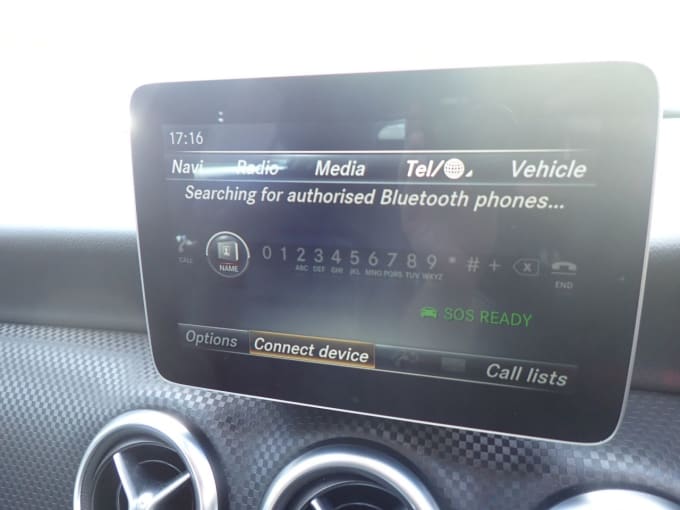 17:16
Navi Radio Media Tel/ Vehicle
Searching for authorised Bluetooth phones...
CALL NAME 0 1 2 3 4 5 6 7 8 9 * # + X END
ABC DEF GHI JKL MNO PQRS TUV WXYZ
SOS READY
Options Connect device Call lists